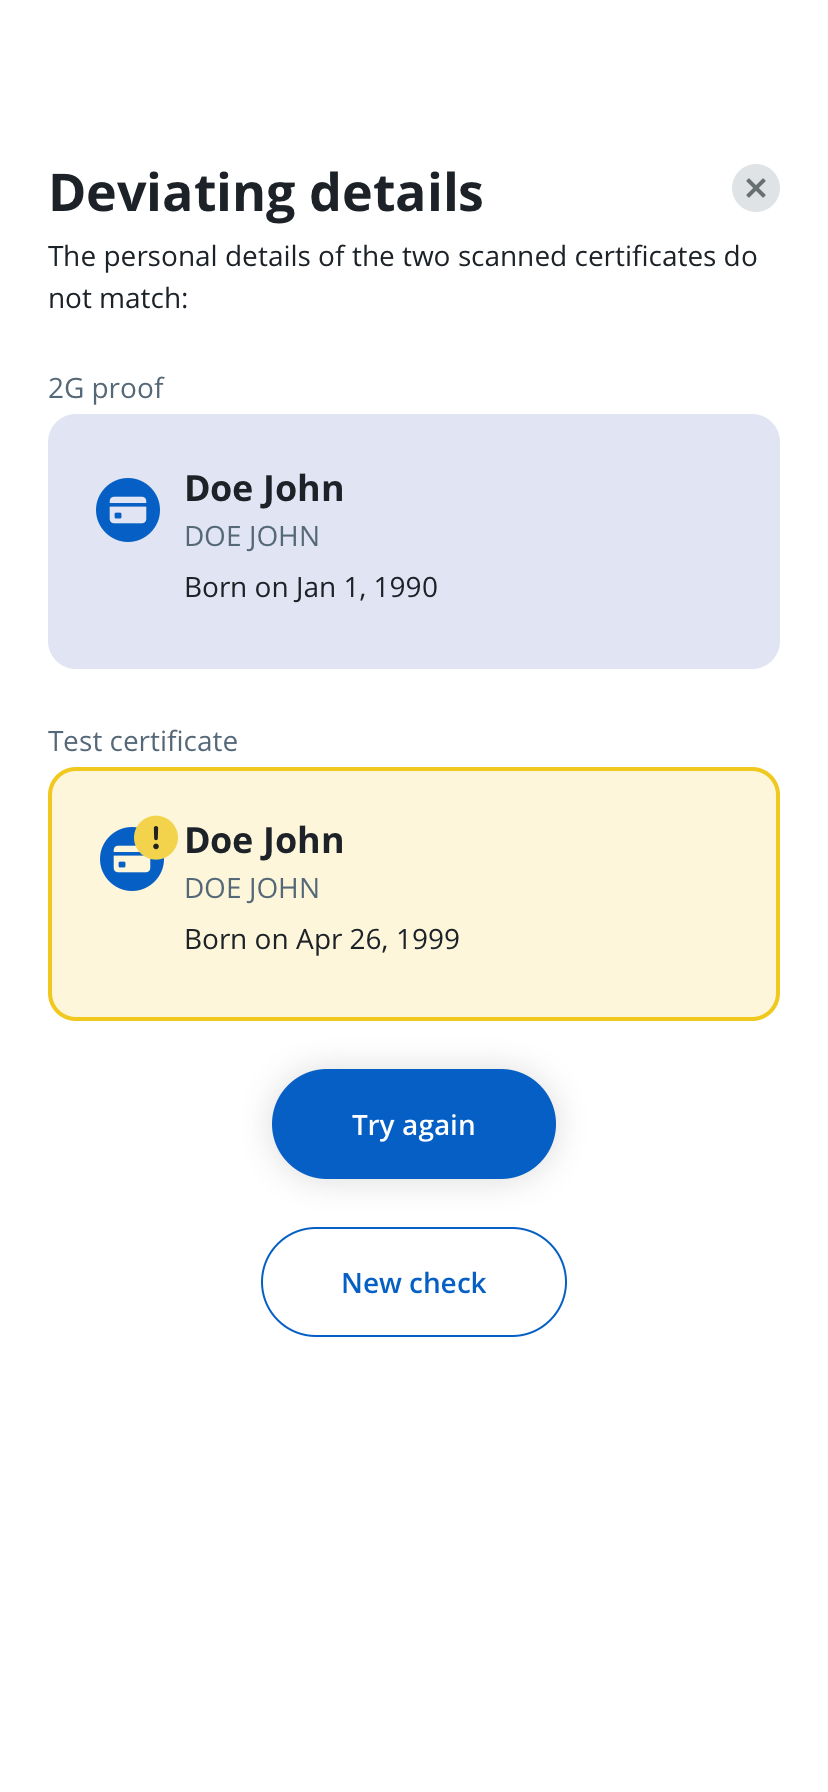 Deviating details
The personal details of the two scanned certificates do
not match:
2G proof
Doe John
DOE JOHN
Born on Jan 1, 1990
Test certificate
Doe John
DOE JOHN
Born on Apr 26, 1999
Try again
New check